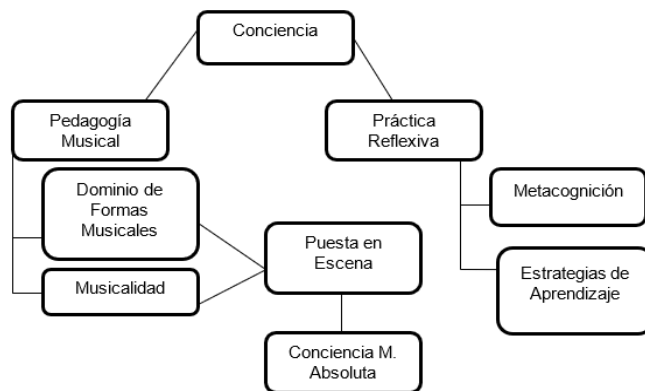 Conciencia
Pedagogía
Musical
Práctica
Reflexiva
Dominio de
Formas
Musicales
Metacognición
Puesta en
Escena
Musicalidad
Estrategias de
Aprendizaje
Conciencia M.
Absoluta